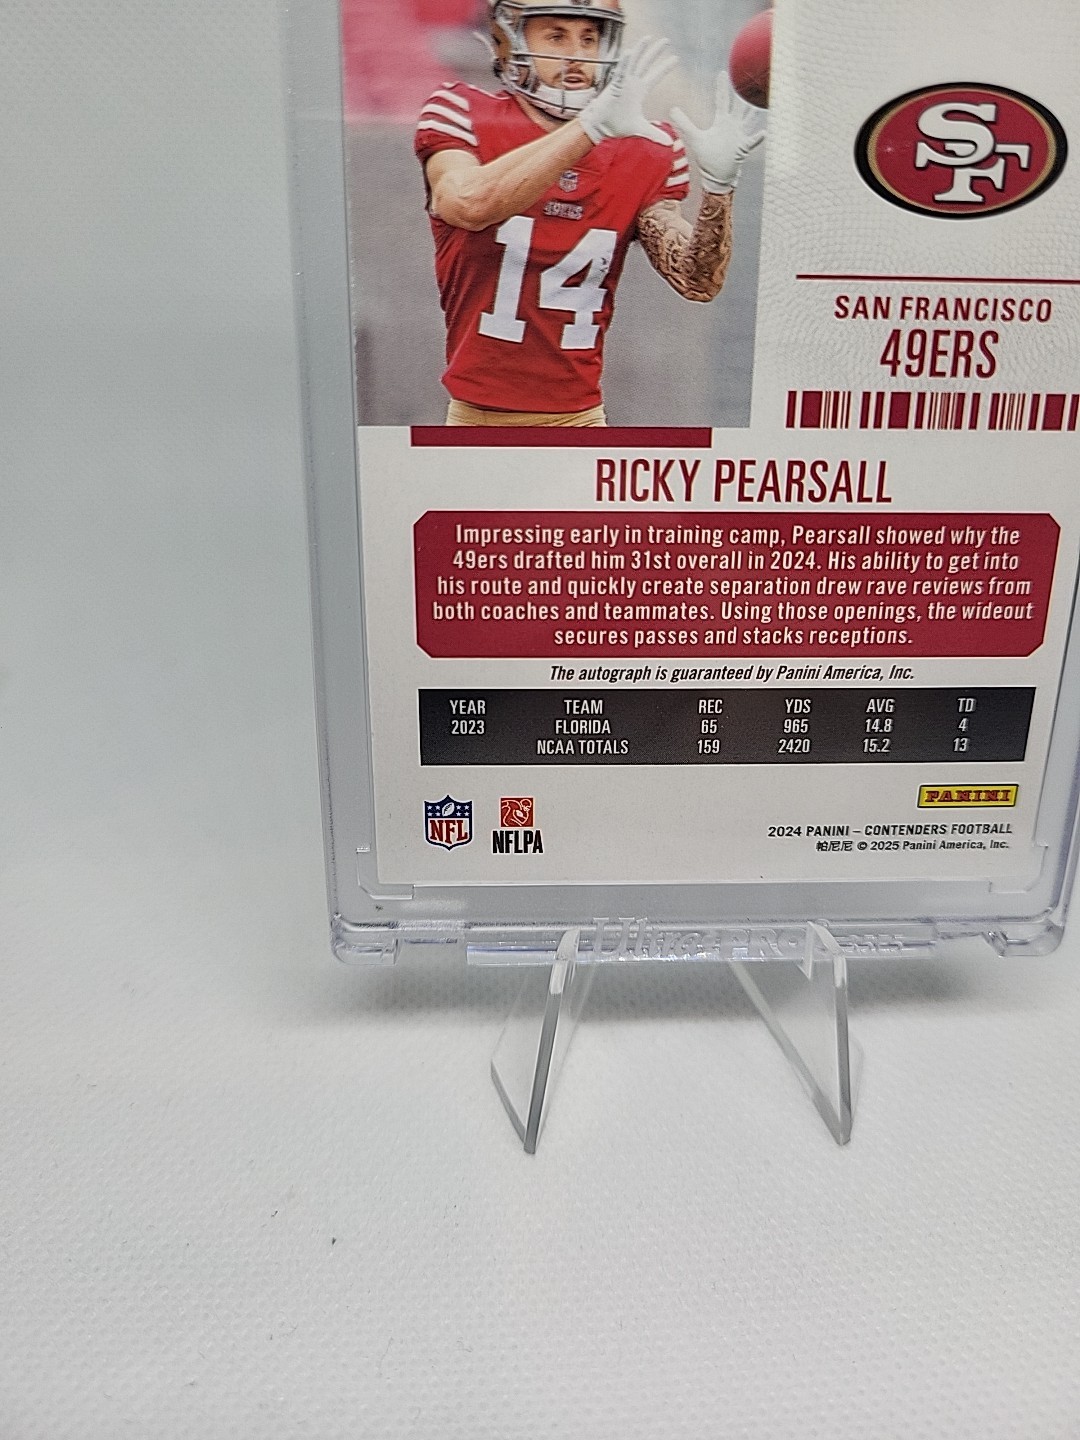 SF
49ERS
14
SAN FRANCISCO
49ERS
RICKY PEARSALL
Impressing early in training camp, Pearsall showed why the
49ers drafted him 31st overall in 2024. His ability to get into
his route and quickly create separation drew rave reviews from
both coaches and teammates. Using those openings, the wideout
secures passes and stacks receptions.
The autograph is guaranteed by Panini America, Inc.
YEAR TEAM REC YDS AVG TD
2023 FLORIDA 65 965 14.8 4
NCAA TOTALS 159 2420 15.2 13
PANINI
NFL NFLPA
2024 PANINI – CONTENDERS FOOTBALL
帕尼尼 © 2025 Panini America, Inc.
Ultra PRO